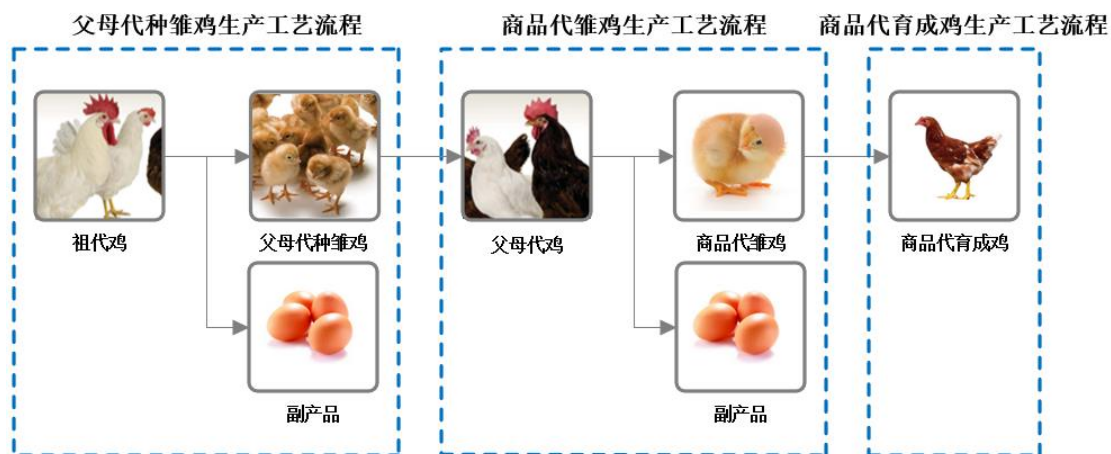 父母代种雏鸡生产工艺流程
商品代雏鸡生产工艺流程
商品代育成鸡生产工艺流程
祖代鸡
父母代种雏鸡
父母代鸡
商品代雏鸡
商品代育成鸡
副产品
副产品